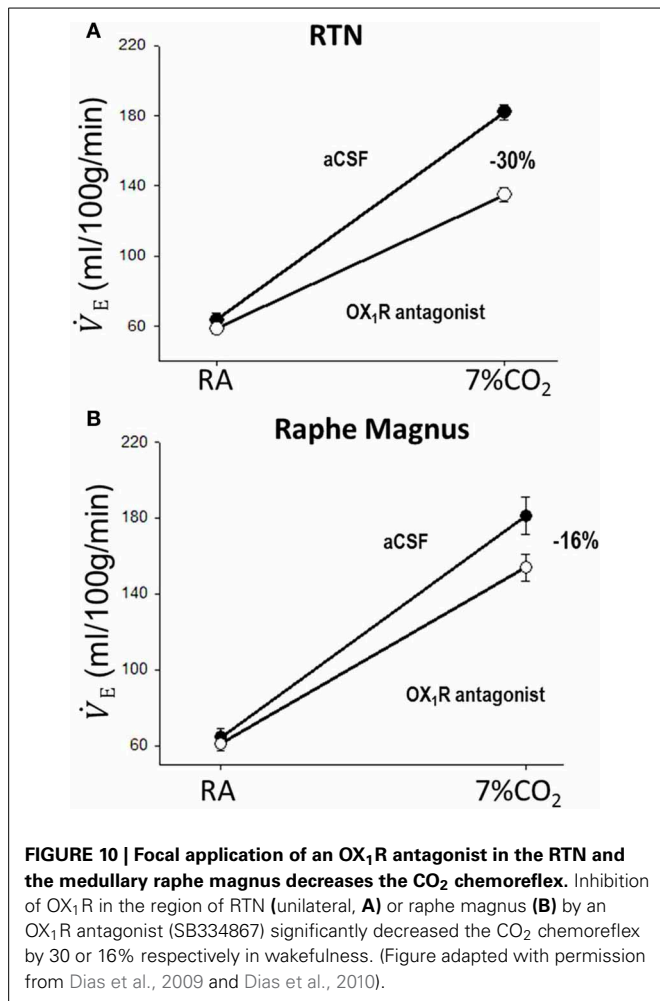 A
RTN
220
180
140
100
60
V̇E (ml/100g/min)
aCSF
-30%
OX₁R antagonist
RA
7%CO₂
B
Raphe Magnus
220
180
140
100
60
V̇E (ml/100g/min)
aCSF
-16%
OX₁R antagonist
RA
7%CO₂
FIGURE 10 | Focal application of an OX₁R antagonist in the RTN and
the medullary raphe magnus decreases the CO₂ chemoreflex. Inhibition
of OX₁R in the region of RTN (unilateral, A) or raphe magnus (B) by an
OX₁R antagonist (SB334867) significantly decreased the CO₂ chemoreflex
by 30 or 16% respectively in wakefulness. (Figure adapted with permission
from Dias et al., 2009 and Dias et al., 2010).